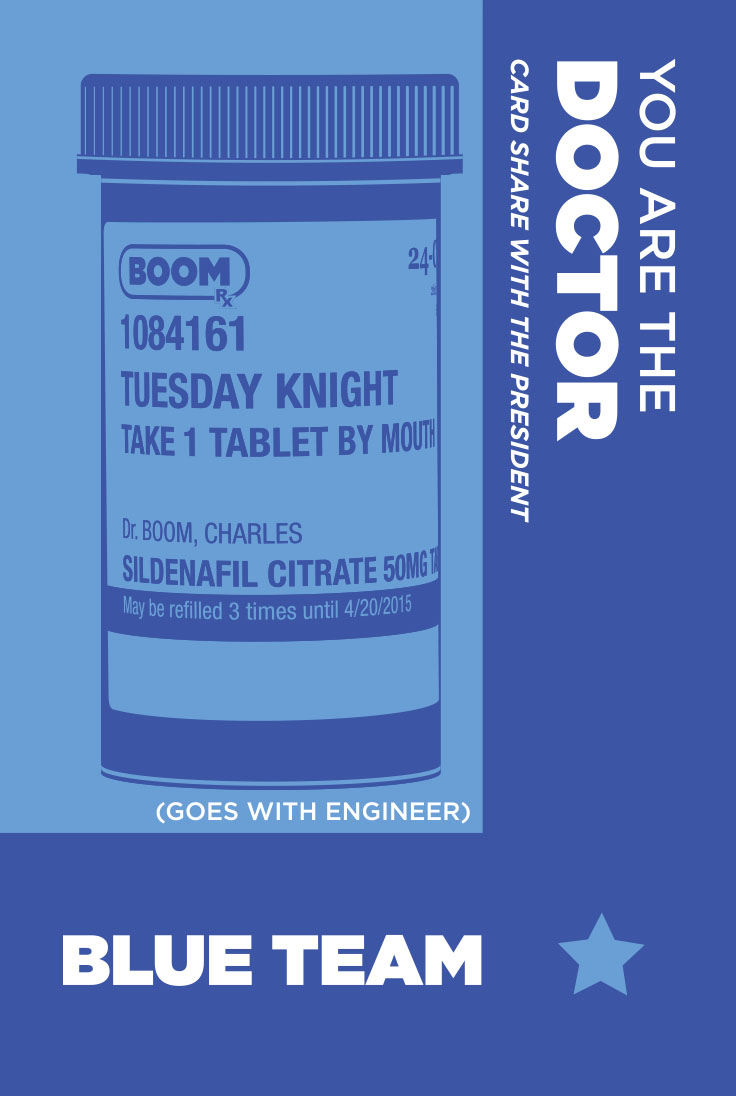 YOU ARE THE
DOCTOR
CARD SHARE WITH THE PRESIDENT
BOOM
Rx
24-
1084161
TUESDAY KNIGHT
TAKE 1 TABLET BY MOUTH
Dr. BOOM, CHARLES
SILDENAFIL CITRATE 50MG TA
May be refilled 3 times until 4/20/2015
(GOES WITH ENGINEER)
BLUE TEAM